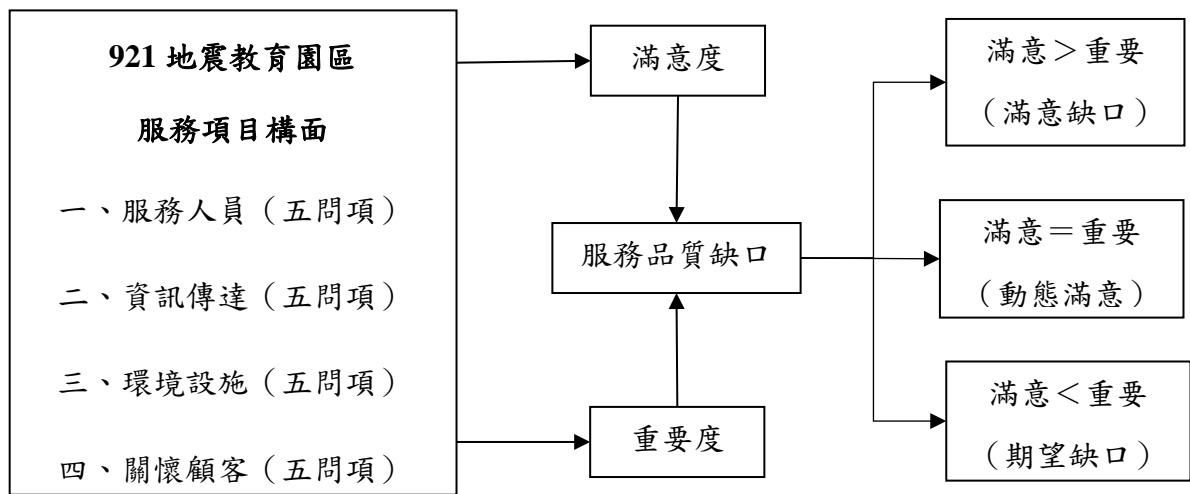 921 地震教育園區
服務項目構面
一、服務人員（五問項）
二、資訊傳達（五問項）
三、環境設施（五問項）
四、關懷顧客（五問項）
滿意度
服務品質缺口
重要度
滿意＞重要
（滿意缺口）
滿意＝重要
（動態滿意）
滿意＜重要
（期望缺口）